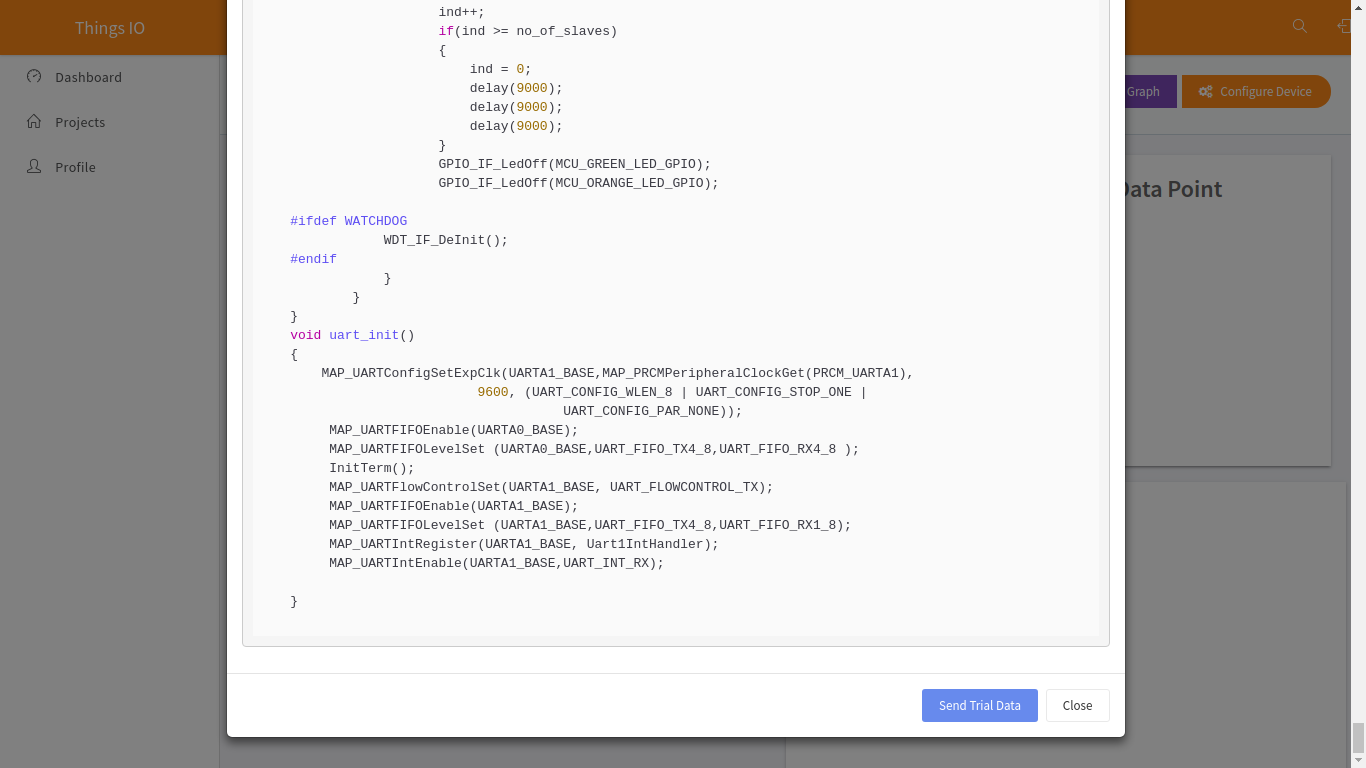 Things IO
Dashboard
Projects
Profile
Graph
Configure Device
Data Point
ind++;
if(ind >= no_of_slaves)
{
ind = 0;
delay(9000);
delay(9000);
delay(9000);
}
GPIO_IF_LedOff(MCU_GREEN_LED_GPIO);
GPIO_IF_LedOff(MCU_ORANGE_LED_GPIO);
#ifdef WATCHDOG
WDT_IF_DeInit();
#endif
}
}
}
void uart_init()
{
MAP_UARTConfigSetExpClk(UARTA1_BASE,MAP_PRCMPeripheralClockGet(PRCM_UARTA1),
9600, (UART_CONFIG_WLEN_8 | UART_CONFIG_STOP_ONE |
UART_CONFIG_PAR_NONE));
MAP_UARTFIFOEnable(UARTA0_BASE);
MAP_UARTFIFOLevelSet (UARTA0_BASE,UART_FIFO_TX4_8,UART_FIFO_RX4_8 );
InitTerm();
MAP_UARTFlowControlSet(UARTA1_BASE, UART_FLOWCONTROL_TX);
MAP_UARTFIFOEnable(UARTA1_BASE);
MAP_UARTFIFOLevelSet (UARTA1_BASE,UART_FIFO_TX4_8,UART_FIFO_RX1_8);
MAP_UARTIntRegister(UARTA1_BASE, Uart1IntHandler);
MAP_UARTIntEnable(UARTA1_BASE,UART_INT_RX);
}
Send Trial Data
Close